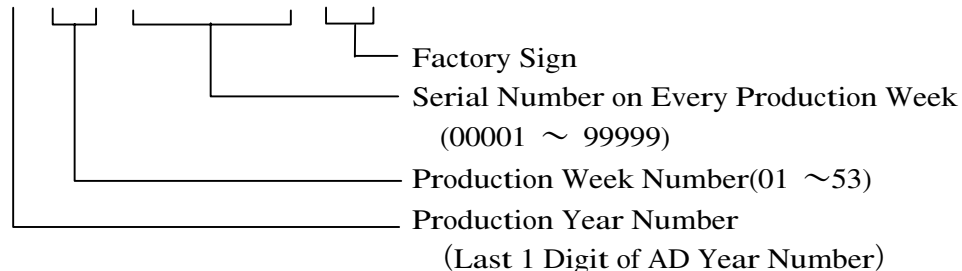 Factory Sign
Serial Number on Every Production Week
(00001 ～ 99999)
Production Week Number(01 ～53)
Production Year Number
(Last 1 Digit of AD Year Number)